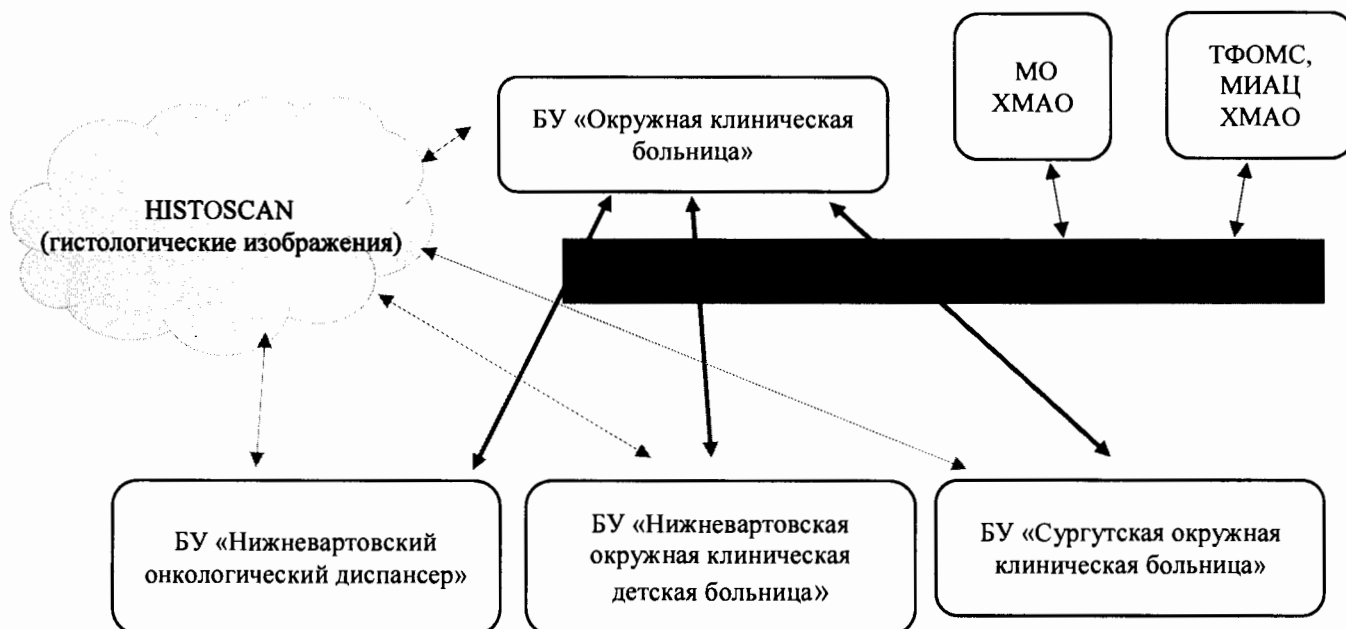 МО
ХМАО
ТФОМС,
МИАЦ
ХМАО
БУ «Окружная клиническая
больница»
HISTOSCAN
(гистологические изображения)
БУ «Нижневартовский
онкологический диспансер»
БУ «Нижневартовская
окружная клиническая
детская больница»
БУ «Сургутская окружная
клиническая больница»